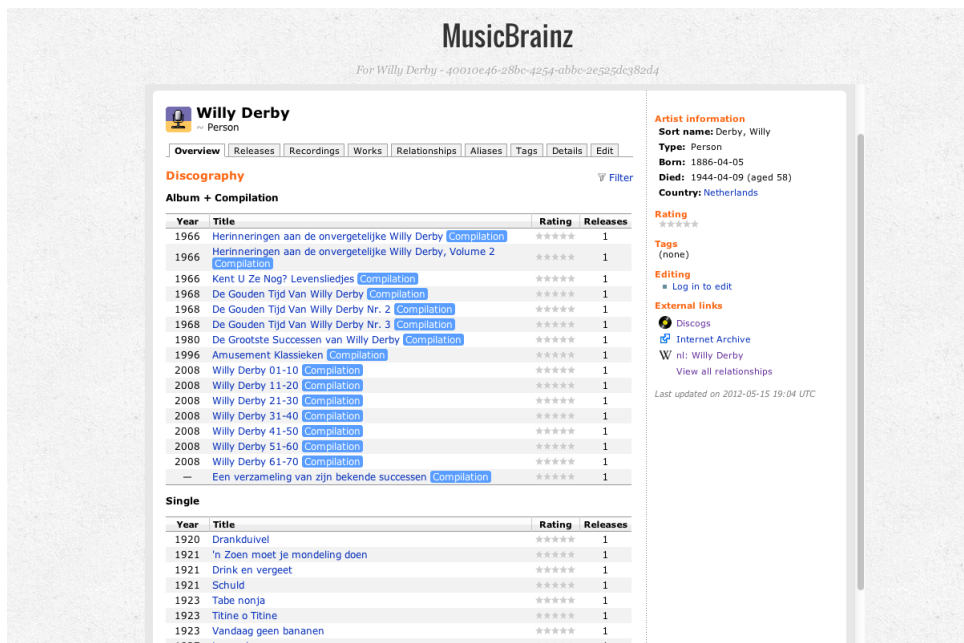 MusicBrainz
For Willy Derby - 40010e46-28bc-4254-abbc-2e525dc382d4
Willy Derby
~ Person
Overview Releases Recordings Works Relationships Aliases Tags Details Edit
Discography
Filter
Album + Compilation
Year Title Rating Releases
1966 Herinneringen aan de onvergetelijke Willy Derby Compilation 1
1966 Herinneringen aan de onvergetelijke Willy Derby, Volume 2
Compilation 1
1966 Kent U Ze Nog? Levensliedjes Compilation 1
1968 De Gouden Tijd Van Willy Derby Compilation 1
1968 De Gouden Tijd Van Willy Derby Nr. 2 Compilation 1
1968 De Gouden Tijd Van Willy Derby Nr. 3 Compilation 1
1980 De Grootste Successen van Willy Derby Compilation 1
1996 Amusement Klassieken Compilation 1
2008 Willy Derby 01-10 Compilation 1
2008 Willy Derby 11-20 Compilation 1
2008 Willy Derby 21-30 Compilation 1
2008 Willy Derby 31-40 Compilation 1
2008 Willy Derby 41-50 Compilation 1
2008 Willy Derby 51-60 Compilation 1
2008 Willy Derby 61-70 Compilation 1
— Een verzameling van zijn bekende successen Compilation 1
Single
Year Title Rating Releases
1920 Drankduivel 1
1921 'n Zoen moet je mondeling doen 1
1921 Drink en vergeet 1
1921 Schuld 1
1923 Tabe nonja 1
1923 Titine o Titine 1
1923 Vandaag geen bananen 1
Artist information
Sort name: Derby, Willy
Type: Person
Born: 1886-04-05
Died: 1944-04-09 (aged 58)
Country: Netherlands
Rating
Tags
(none)
Editing
Log in to edit
External links
Discogs
Internet Archive
W nl: Willy Derby
View all relationships
Last updated on 2012-05-15 19:04 UTC